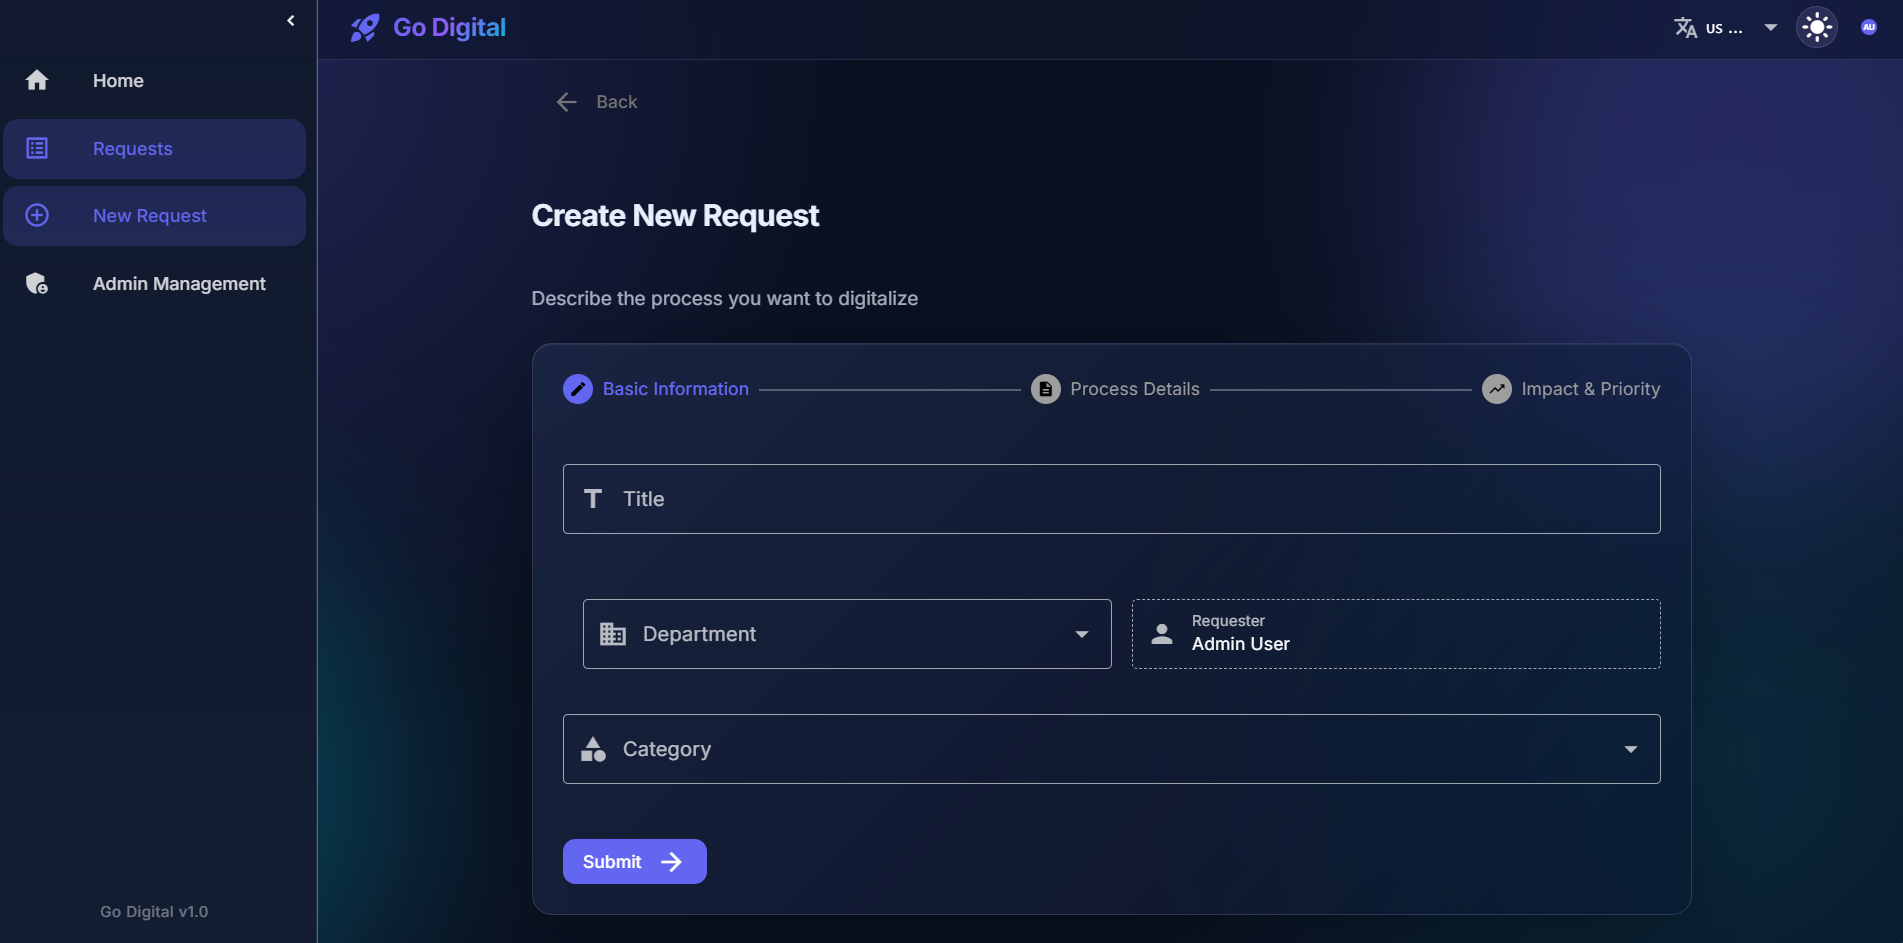 Go Digital
US ...
AU
Home
Requests
New Request
Admin Management
Go Digital v1.0
Back
Create New Request
Describe the process you want to digitalize
Basic Information
Process Details
Impact & Priority
Title
Department
Requester
Admin User
Category
Submit